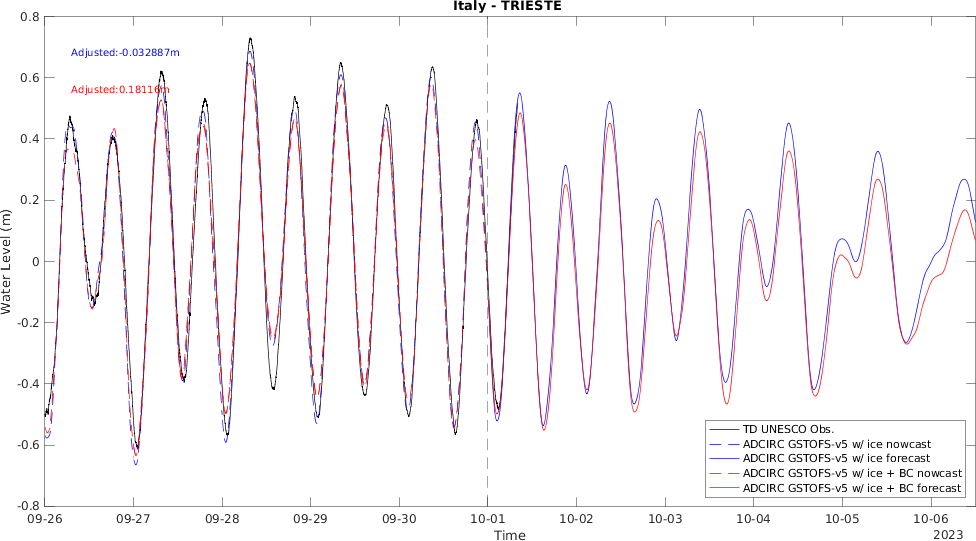 Italy - TRIESTE
Adjusted:-0.032887m
Adjusted:0.18116m
0.8
0.6
0.4
0.2
0
-0.2
-0.4
-0.6
-0.8
Water Level (m)
TD UNESCO Obs.
ADCIRC GSTOFS-v5 w/ ice nowcast
ADCIRC GSTOFS-v5 w/ ice forecast
ADCIRC GSTOFS-v5 w/ ice + BC nowcast
ADCIRC GSTOFS-v5 w/ ice + BC forecast
09-26 09-27 09-28 09-29 09-30 10-01 10-02 10-03 10-04 10-05 10-06
Time
2023